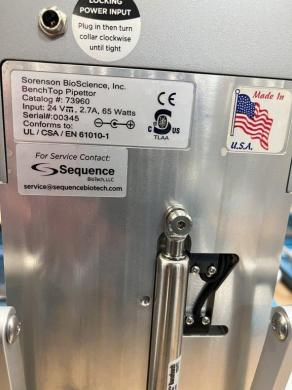 LOCKING
POWER INPUT
Plug in then turn
collar clockwise
until tight
Sorenson BioScience, Inc.
BenchTop Pipettor
Catalog #: 73960
Input: 24 V⎓, 2.7A, 65 Watts
Serial#:00345
Conforms to:
UL / CSA / EN 61010-1
CE
C US
TLAA
Made In
U.S.A.
For Service Contact:
Sequence
BioTech, LLC
service@sequencebiotech.com